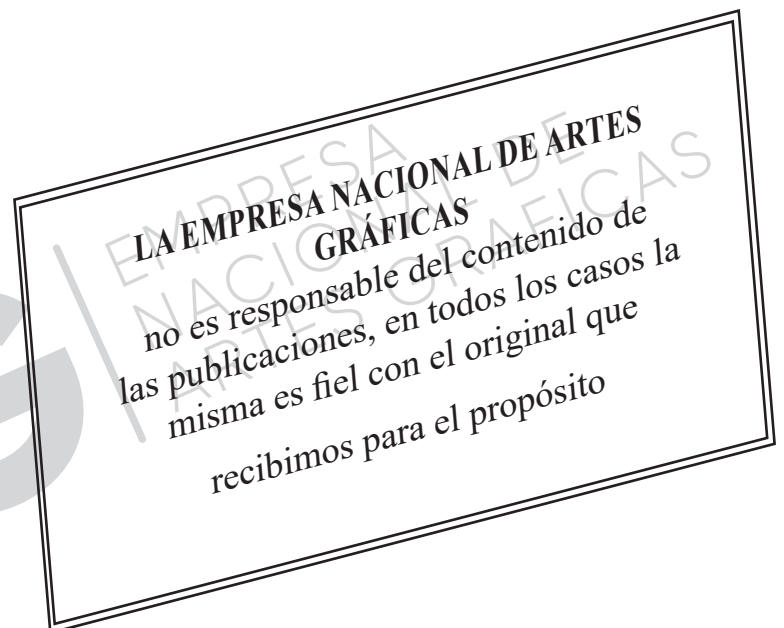 LA EMPRESA NACIONAL DE ARTES
GRÁFICAS
no es responsable del contenido de
las publicaciones, en todos los casos la
misma es fiel con el original que
recibimos para el propósito
EMPRESA
NACIONAL DE
ARTES GRAFICAS
G